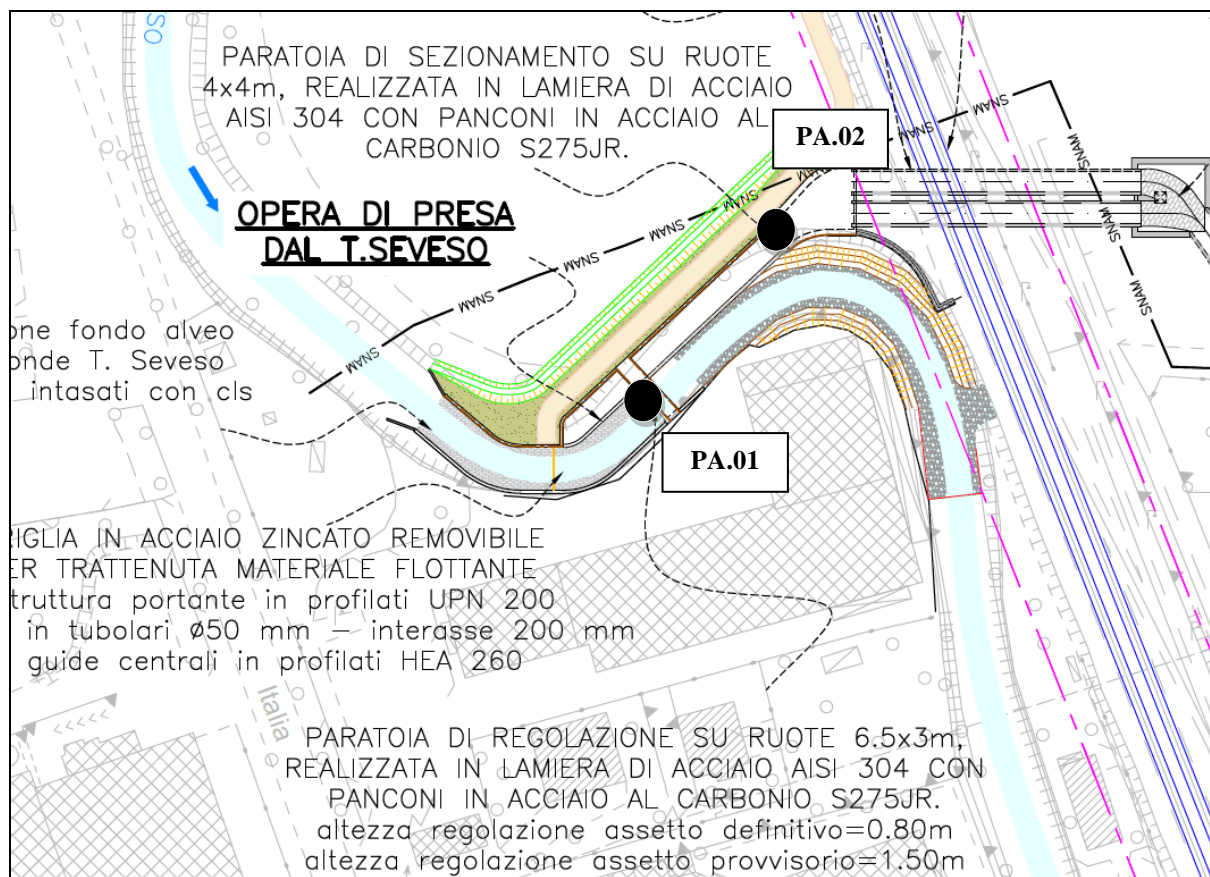 SO
PARATOIA DI SEZIONAMENTO SU RUOTE
4x4m, REALIZZATA IN LAMIERA DI ACCIAIO
AISI 304 CON PANCONI IN ACCIAIO AL
CARBONIO S275JR.
PA.02
SNAM
SNAM
SNAM
SNAM
SNAM
SNAM
SNAM
SNAM
SNAM
SNAM
SNAM
OPERA DI PRESA
DAL T.SEVESO
one fondo alveo
onde T. Seveso
intasati con cls
PA.01
RIGLIA IN ACCIAIO ZINCATO REMOVIBILE
ER TRATTENUTA MATERIALE FLOTTANTE
truttura portante in profilati UPN 200
in tubolari Ø50 mm – interasse 200 mm
guide centrali in profilati HEA 260
Italia
PARATOIA DI REGOLAZIONE SU RUOTE 6.5x3m,
REALIZZATA IN LAMIERA DI ACCIAIO AISI 304 CON
PANCONI IN ACCIAIO AL CARBONIO S275JR.
altezza regolazione assetto definitivo=0.80m
altezza regolazione assetto provvisorio=1.50m